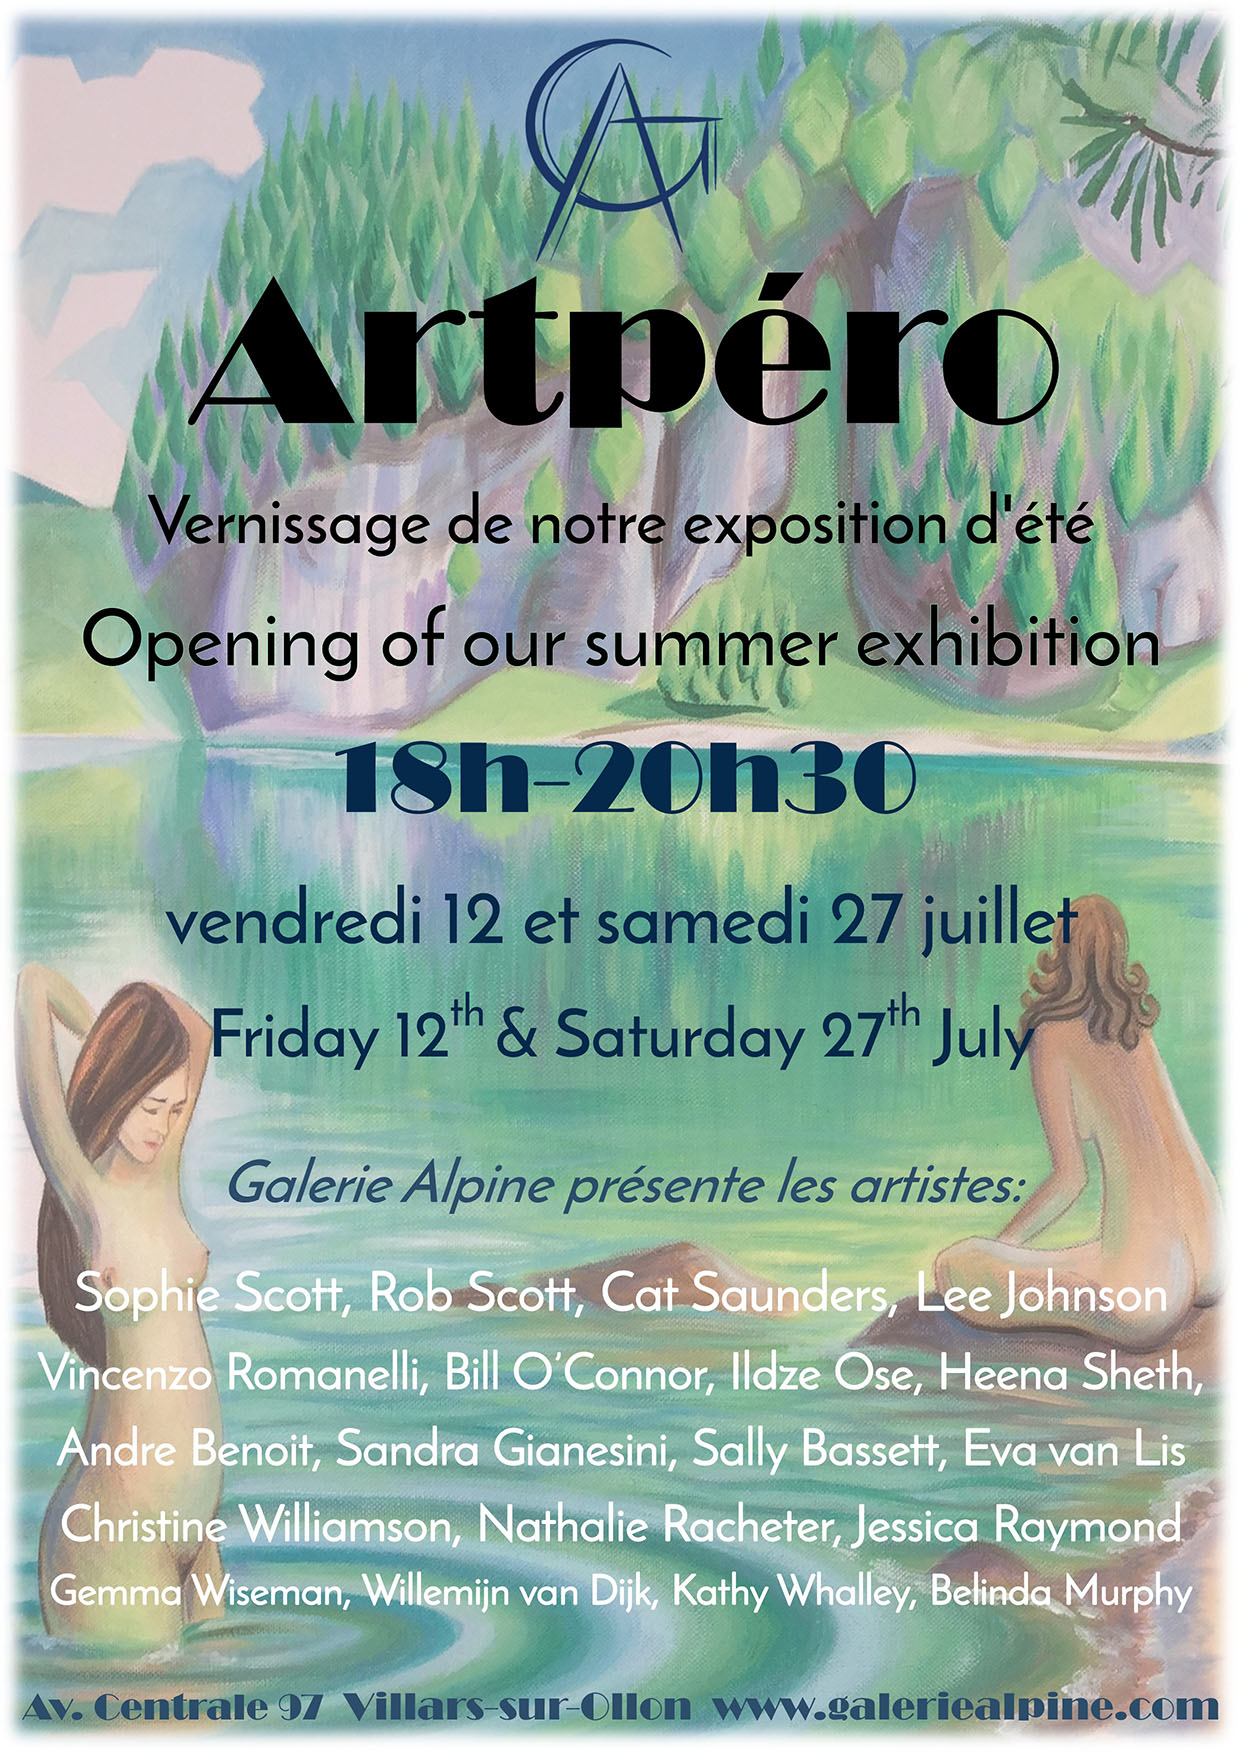 GA
Artpéro
Vernissage de notre exposition d'été
Opening of our summer exhibition
18h-20h30
vendredi 12 et samedi 27 juillet
Friday 12th & Saturday 27th July
Galerie Alpine présente les artistes:
Sophie Scott, Rob Scott, Cat Saunders, Lee Johnson
Vincenzo Romanelli, Bill O’Connor, Ildze Ose, Heena Sheth,
Andre Benoit, Sandra Gianesini, Sally Bassett, Eva van Lis
Christine Williamson, Nathalie Racheter, Jessica Raymond
Gemma Wiseman, Willemijn van Dijk, Kathy Whalley, Belinda Murphy
Av. Centrale 97 Villars-sur-Ollon www.galeriealpine.com